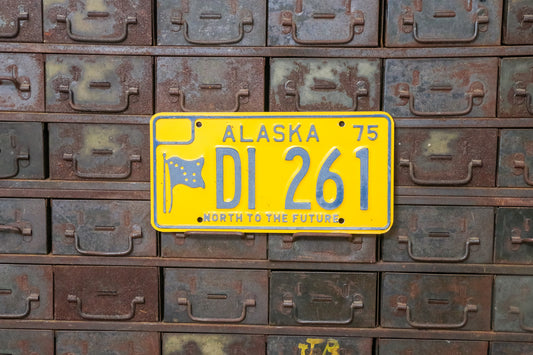 ALASKA 75
DI 261
NORTH TO THE FUTURE